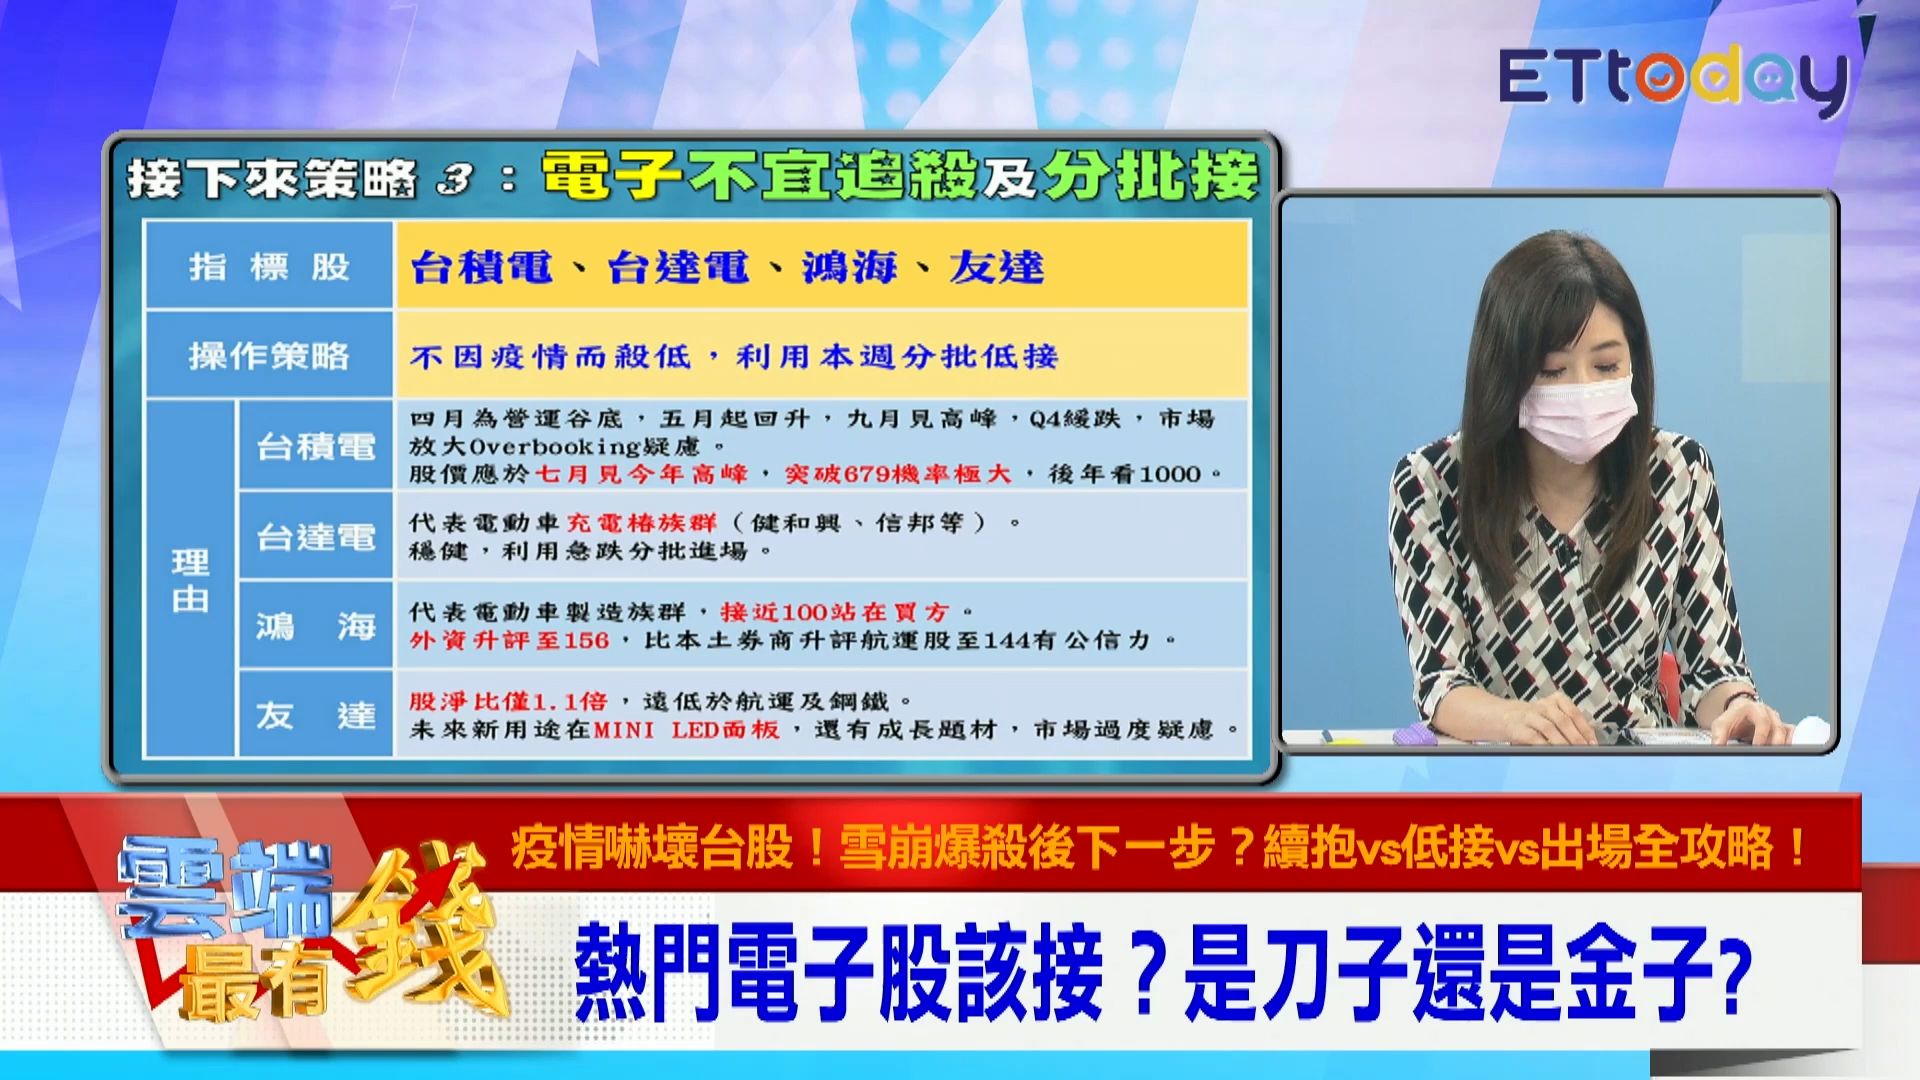 ETtoday
接下來策略3：電子不宜追殺及分批接
指標股
台積電、台達電、鴻海、友達
操作策略
不因疫情而殺低，利用本週分批低接
理由
台積電
四月為營運谷底，五月起回升，九月見高峰，Q4緩跌，市場
放大Overbooking疑慮。
股價應於七月見今年高峰，突破679機率極大，後年看1000。
台達電
代表電動車充電樁族群（健和興、信邦等）。
穩健，利用急跌分批進場。
鴻海
代表電動車製造族群，接近100站在買方。
外資升評至156，比本土券商升評航運股至144有公信力。
友達
股淨比僅1.1倍，遠低於航運及鋼鐵。
未來新用途在MINI LED面板，還有成長題材，市場過度疑慮。
雲端最有錢
疫情嚇壞台股！雪崩爆殺後下一步？續抱vs低接vs出場全攻略！
熱門電子股該接？是刀子還是金子?